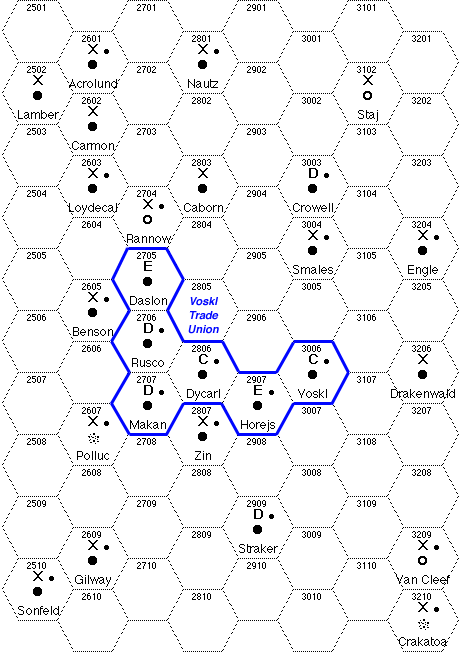 2501 2701 2901 3101
2601 2801 3001 3201
X X
2502 2702 2902 3102
X Acrolund Nautz X
2602 2802 3002 3202
Lamber X Staj
2503 2703 2903 3103
Carmon
2603 2803 3003 3203
X X D
2504 2704 2904 3104
Loydecal X Caborn Crowell
2604 2804 3004 3204
Rannow X X
2505 2705 2905 3105
E Smales Engle
2605 2805 3005 3205
X Daslon Voskl
Trade
Union
2506 2706 2906 3106
Benson D
2606 2806 3006 3206
Rusco C C X
2507 2707 2907 3107
D Dycarl E Voskl Drakenwald
2607 2807 3007 3207
X Makan X Horejs
2508 2708 2908 3108
Polluc Zin
2608 2808 3008 3208
2509 2709 2909 3109
D
2609 2809 3009 3209
X Straker X
2510 2710 2910 3110
X Gilway Van Cleef
2610 2810 3010 3210
Sonfeld X
Crakatoa